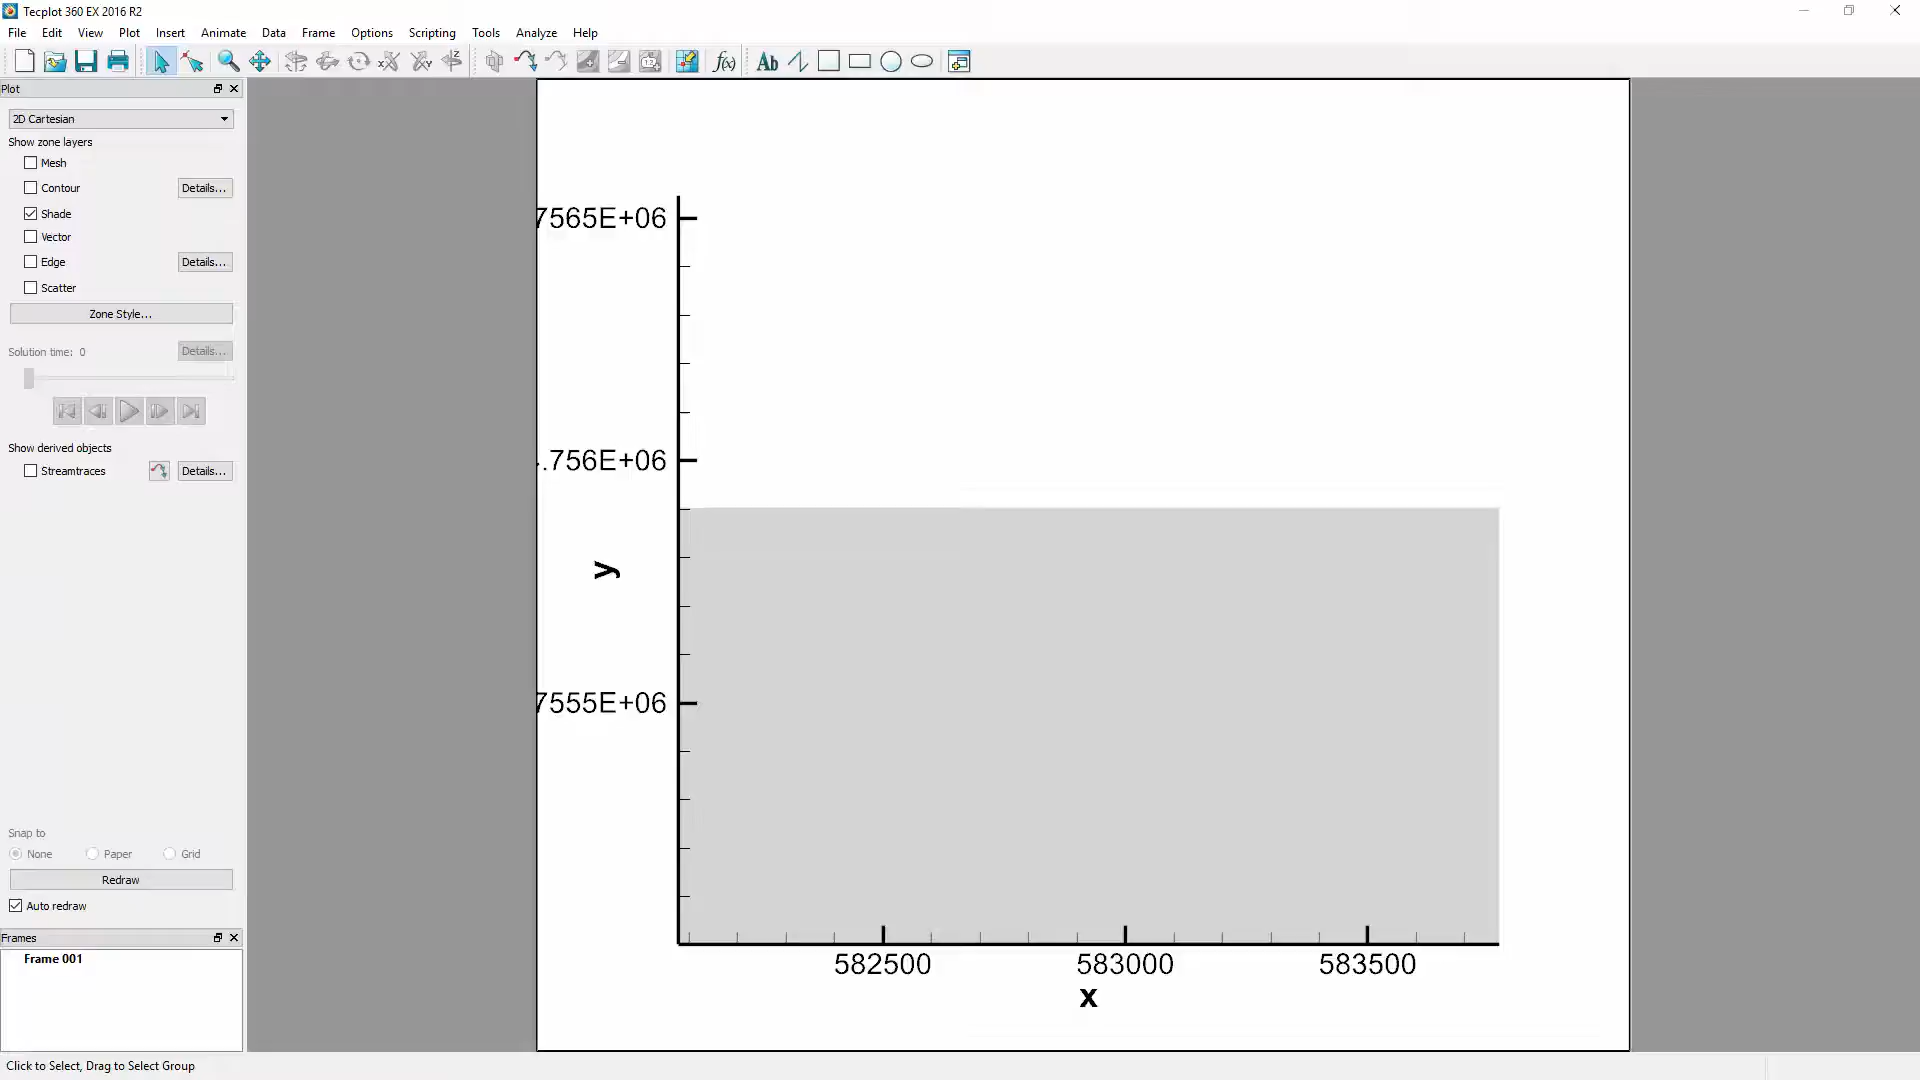 Tecplot 360 EX 2016 R2
File Edit View Plot Insert Animate Data Frame Options Scripting Tools Analyze Help
Plot
2D Cartesian
Show zone layers
Mesh
Contour Details...
Shade
Vector
Edge Details...
Scatter
Zone Style...
Solution time: 0 Details...
Show derived objects
Streamtraces Details...
Snap to
None Paper Grid
Redraw
Auto redraw
Frames
Frame 001
Click to Select, Drag to Select Group
7565E+06
.756E+06
7555E+06
y
582500 583000 583500
x
f(x) Ab